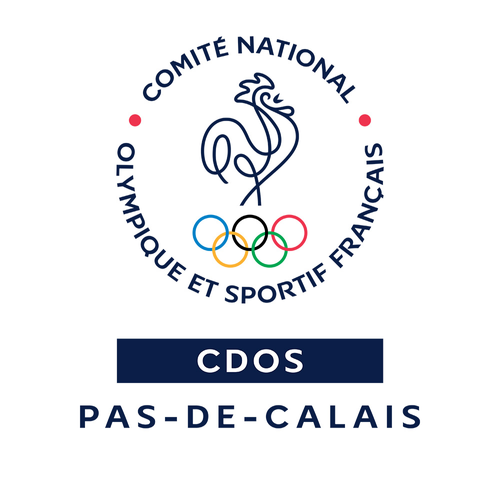 COMITÉ NATIONAL
OLYMPIQUE ET SPORTIF FRANÇAIS
CDOS
PAS-DE-CALAIS